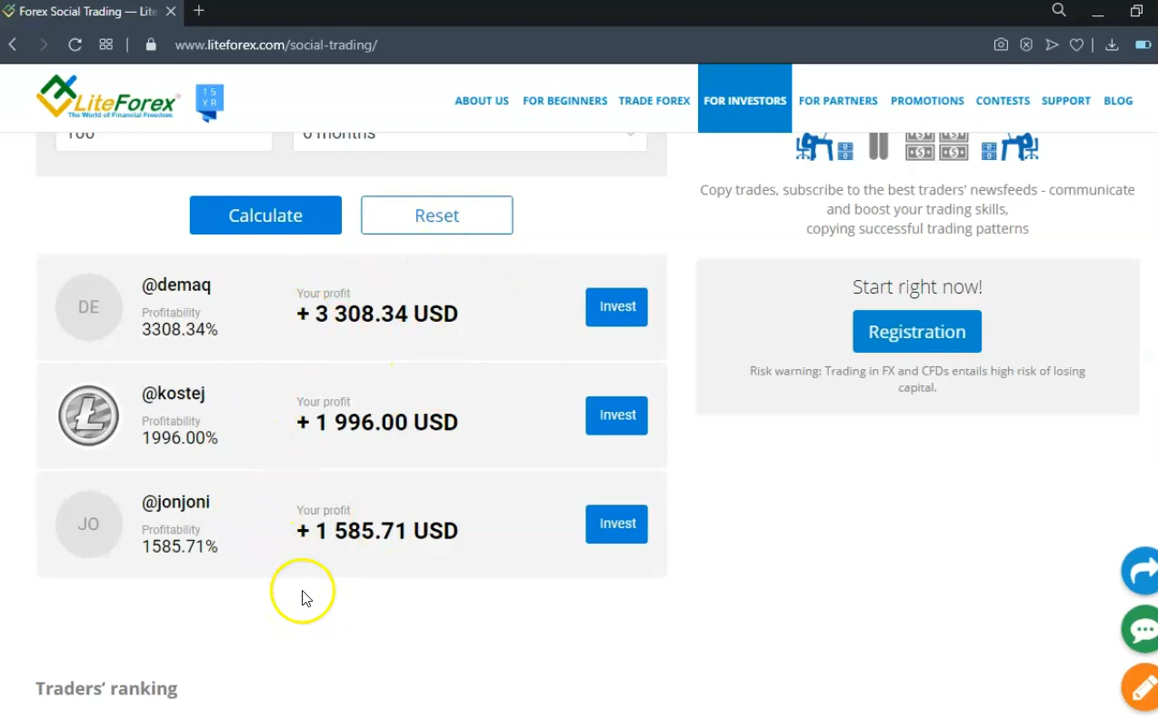 Forex Social Trading — Lite
www.liteforex.com/social-trading/
LiteForex
The World of Financial Freedom
1 5
Y R
ABOUT US
FOR BEGINNERS
TRADE FOREX
FOR INVESTORS
FOR PARTNERS
PROMOTIONS
CONTESTS
SUPPORT
BLOG
100
6 months
Calculate
Reset
Copy trades, subscribe to the best traders' newsfeeds - communicate
and boost your trading skills,
copying successful trading patterns
DE
@demaq
Profitability
3308.34%
Your profit
+ 3 308.34 USD
Invest
@kostej
Profitability
1996.00%
Your profit
+ 1 996.00 USD
Invest
JO
@jonjoni
Profitability
1585.71%
Your profit
+ 1 585.71 USD
Invest
Start right now!
Registration
Risk warning: Trading in FX and CFDs entails high risk of losing
capital.
Traders' ranking